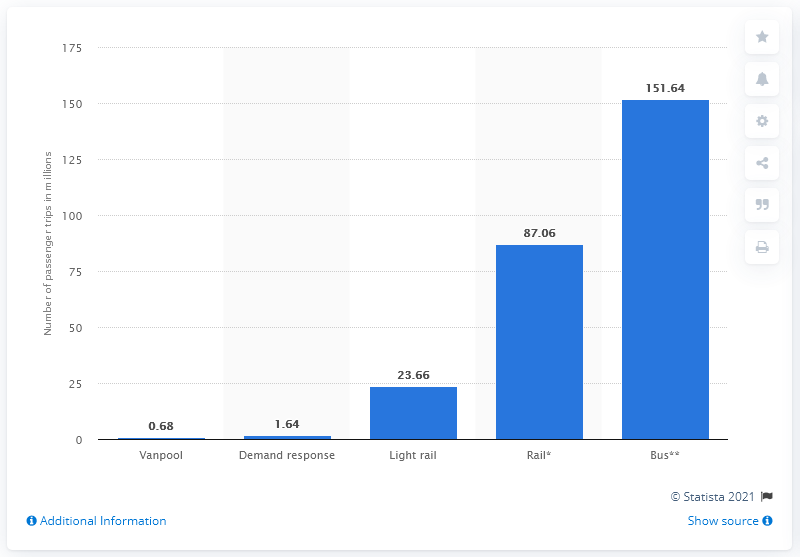 175
150
125
100
75
50
25
0
Number of passenger trips in millions
0.68
1.64
23.66
87.06
151.64
Vanpool
Demand response
Light rail
Rail*
Bus**
© Statista 2021
Additional Information
Show source